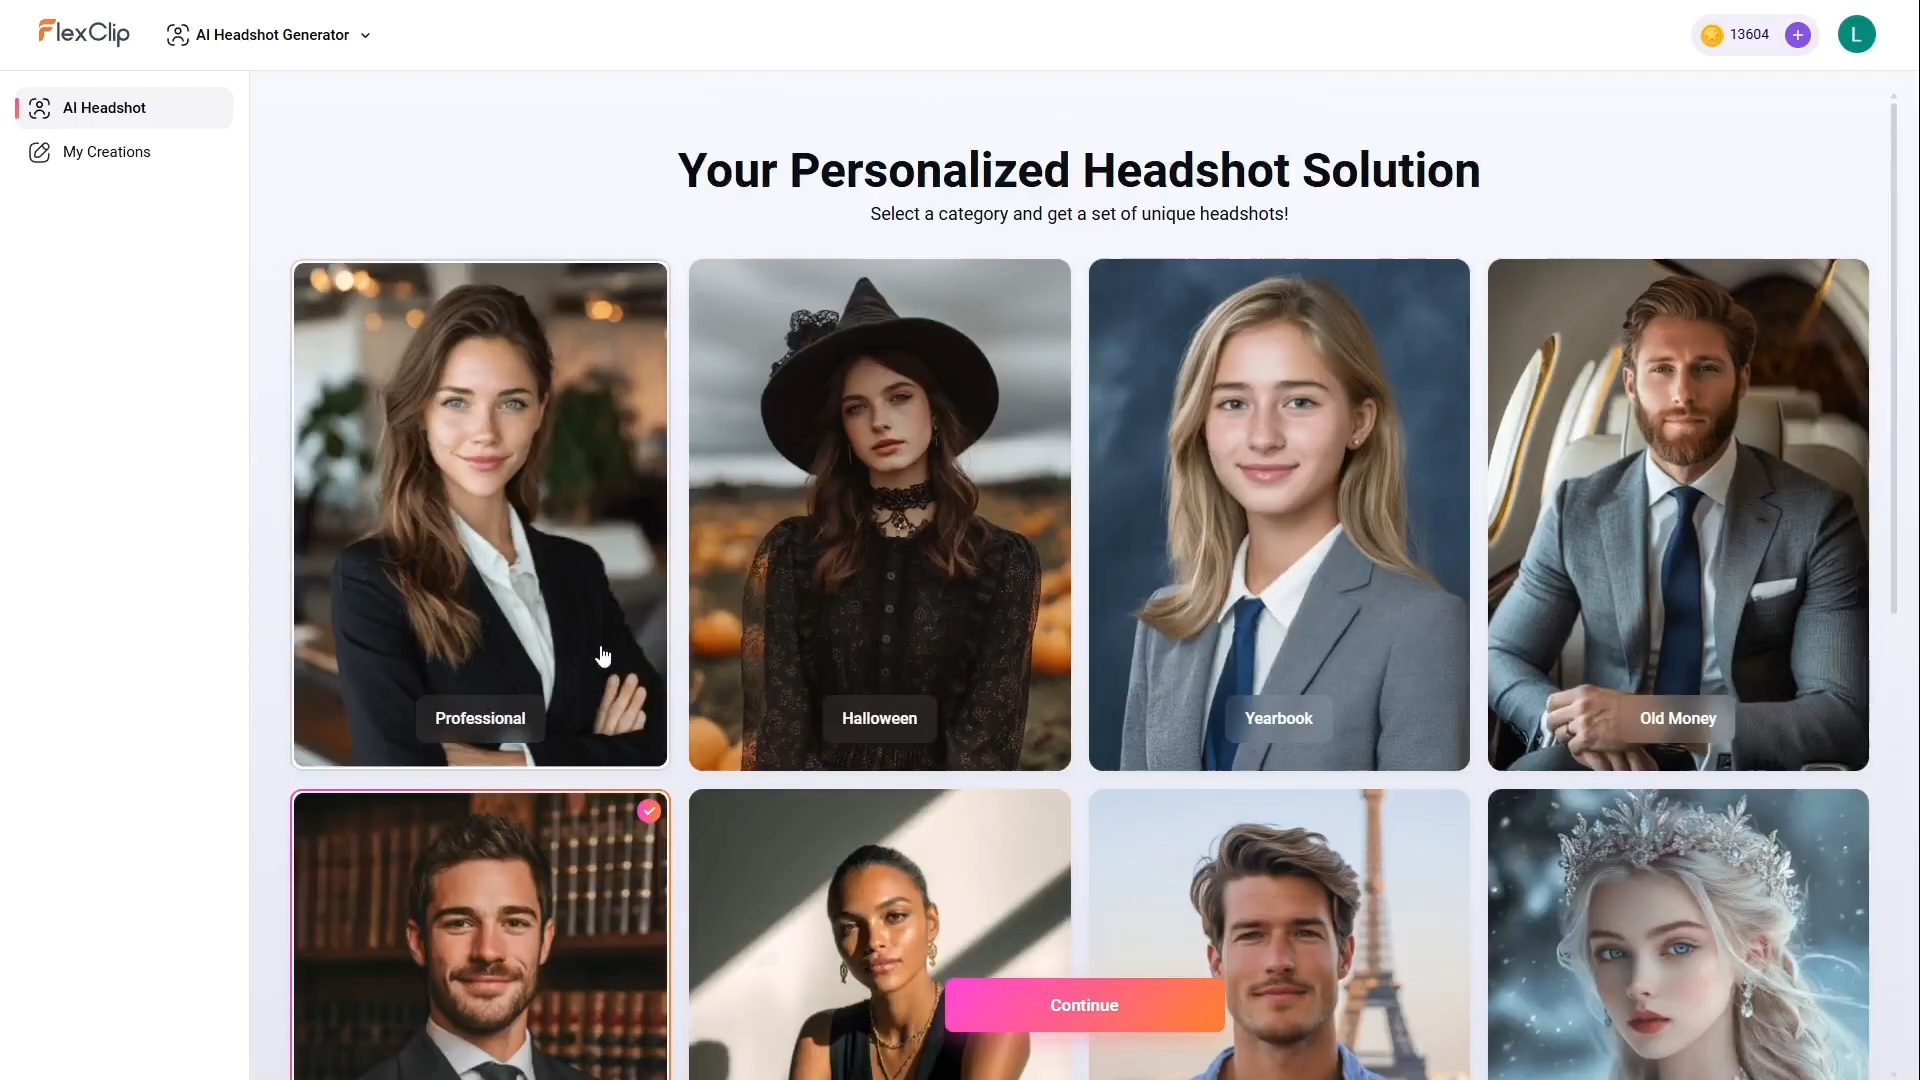 FlexClip
AI Headshot Generator
13604
L
AI Headshot
My Creations
Your Personalized Headshot Solution
Select a category and get a set of unique headshots!
Professional
Halloween
Yearbook
Old Money
Continue